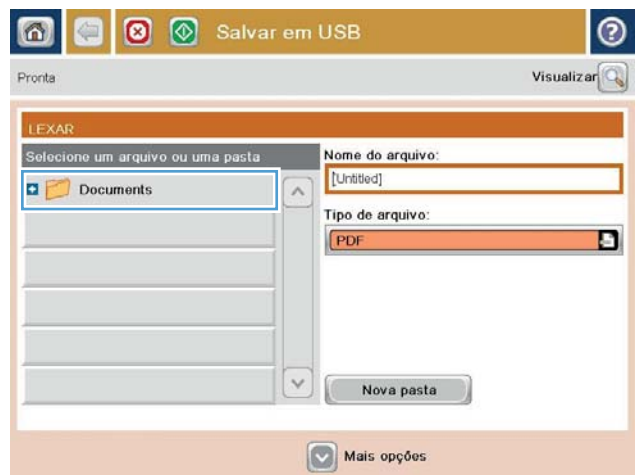 Salvar em USB
?
Pronta
Visualizar
LEXAR
Selecione um arquivo ou uma pasta
Documents
Nome do arquivo:
[Untitled]
Tipo de arquivo:
PDF
Nova pasta
Mais opções